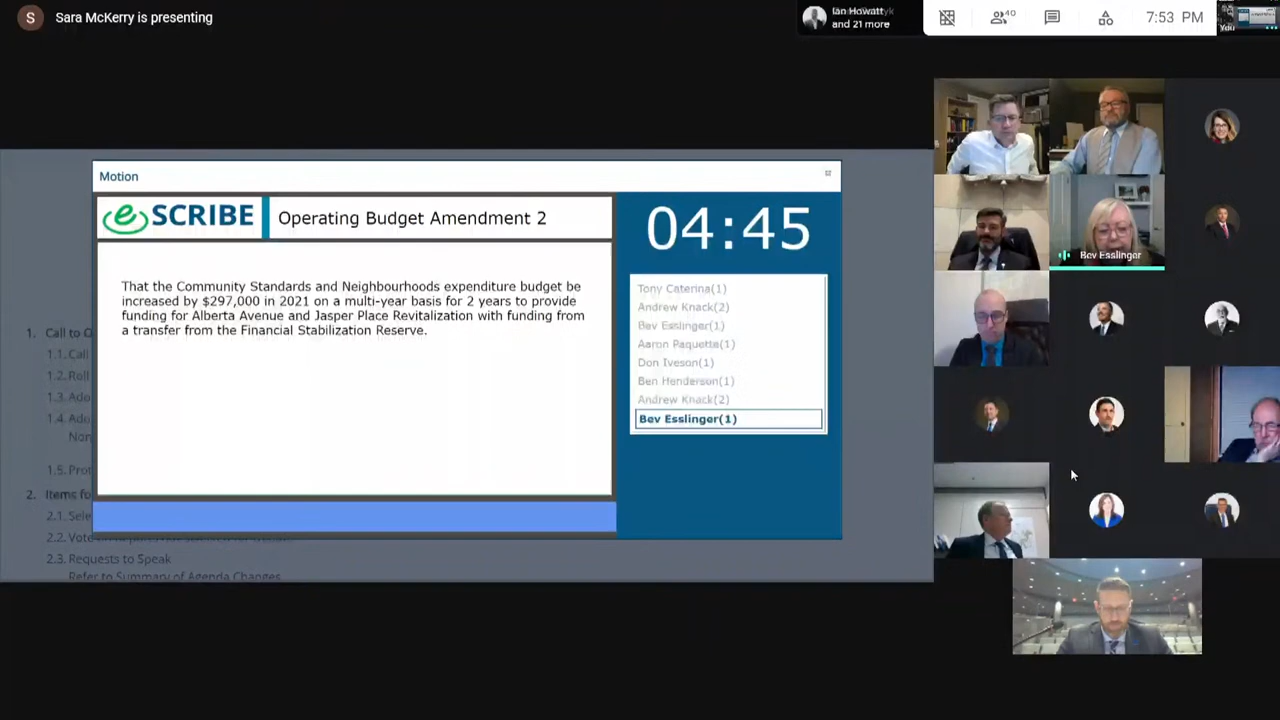 S
Sara McKerry is presenting
Ian Howatt
and 21 more
40
7:53 PM
You
Motion
eSCRIBE
Operating Budget Amendment 2
04:45
That the Community Standards and Neighbourhoods expenditure budget be
increased by $297,000 in 2021 on a multi-year basis for 2 years to provide
funding for Alberta Avenue and Jasper Place Revitalization with funding from
a transfer from the Financial Stabilization Reserve.
Tony Caterina(1)
Andrew Knack(2)
Bev Esslinger(1)
Aaron Paquette(1)
Don Iveson(1)
Ben Henderson(1)
Andrew Knack(2)
Bev Esslinger(1)
Bev Esslinger
1. Call to O
1.1. Call
1.2. Roll
1.3. Ado
1.4. Ado
Non
1.5. Pro
2. Items fo
2.1. Sele
2.2. Vote
2.3. Requests to Speak
Refer to Summary of Agenda Changes